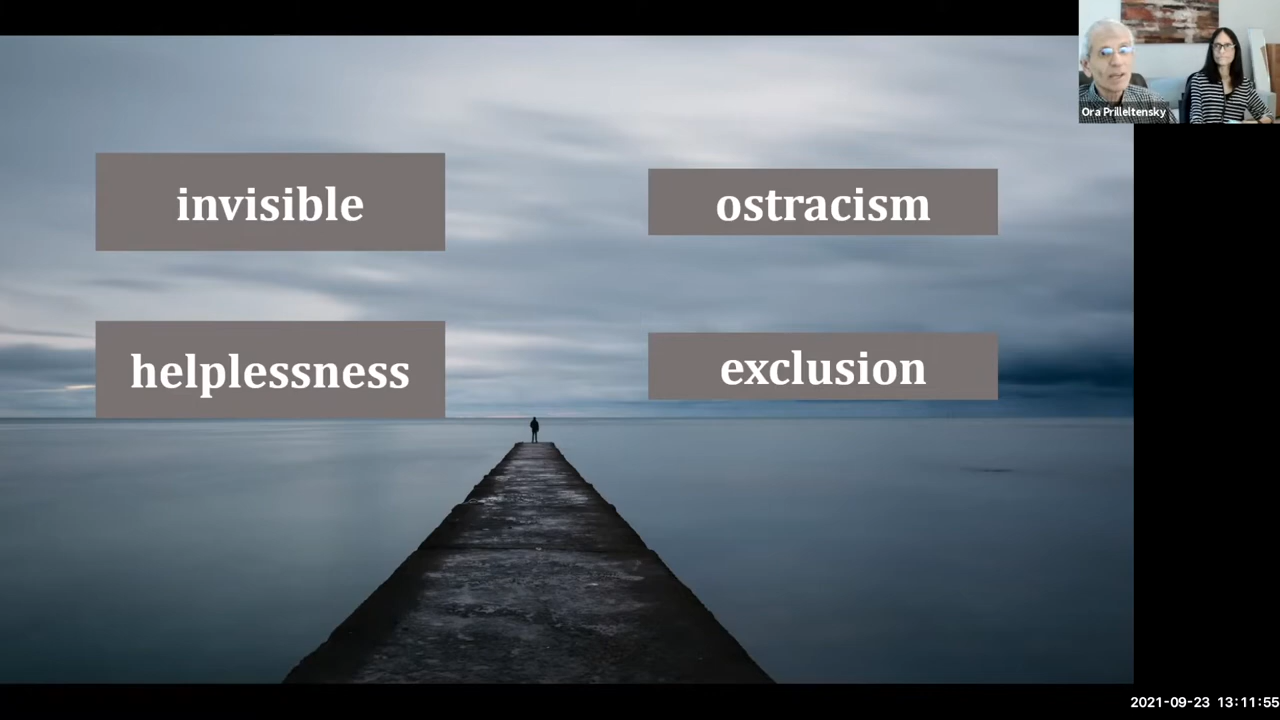 Ora Prilleltensky
invisible
ostracism
helplessness
exclusion
2021-09-23 13:11:55